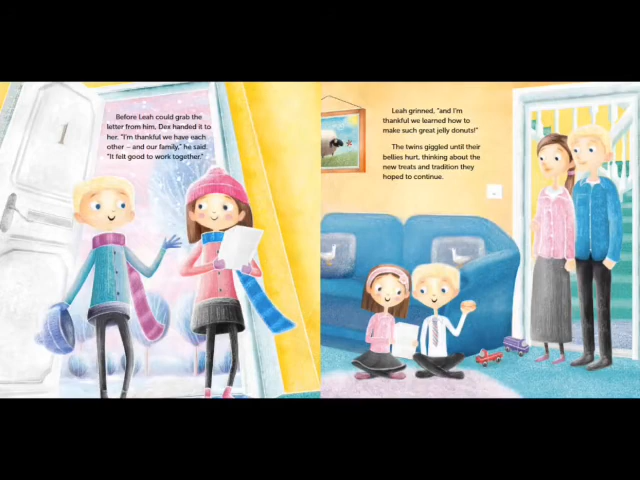 1
Before Leah could grab the
letter from him, Dex handed it to
her. "I'm thankful we have each
other – and our family," he said.
"It felt good to work together."
Leah grinned, "and I'm
thankful we learned how to
make such great jelly donuts!"
The twins giggled until their
bellies hurt, thinking about the
new treats and tradition they
hoped to continue.